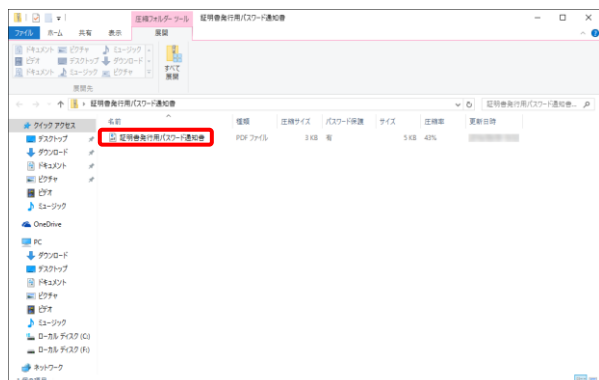 圧縮フォルダー ツール 証明書発行用パスワード通知書
ファイル ホーム 共有 表示 展開
ドキュメント ピクチャ ミュージック
ビデオ デスクトップ ダウンロード
ドキュメント ミュージック ピクチャ
すべて
展開
展開先
証明書発行用パスワード通知書
証明書発行用パスワード通知書...
名前 種類 圧縮サイズ パスワード保護 サイズ 圧縮率 更新日時
証明書発行用パスワード通知書 PDF ファイル 3 KB 有 5 KB 43%
クイック アクセス
デスクトップ
ダウンロード
ドキュメント
ピクチャ
ビデオ
ミュージック
OneDrive
PC
ダウンロード
デスクトップ
ドキュメント
ピクチャ
ビデオ
ミュージック
ローカル ディスク (C:)
ローカル ディスク (F:)
ネットワーク